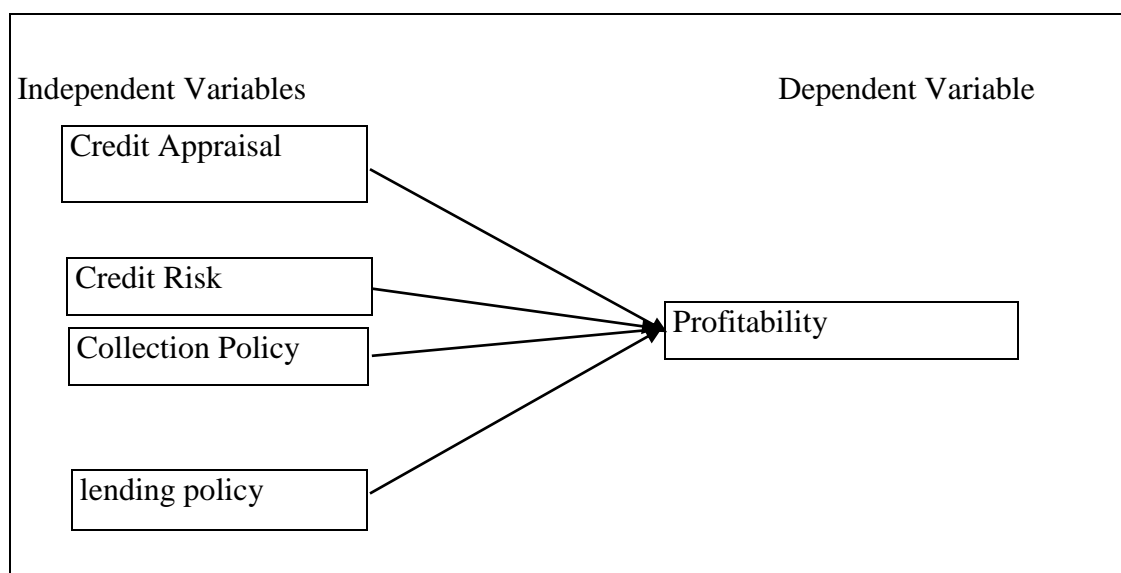 Independent Variables
Dependent Variable
Credit Appraisal
Credit Risk
Collection Policy
Profitability
lending policy